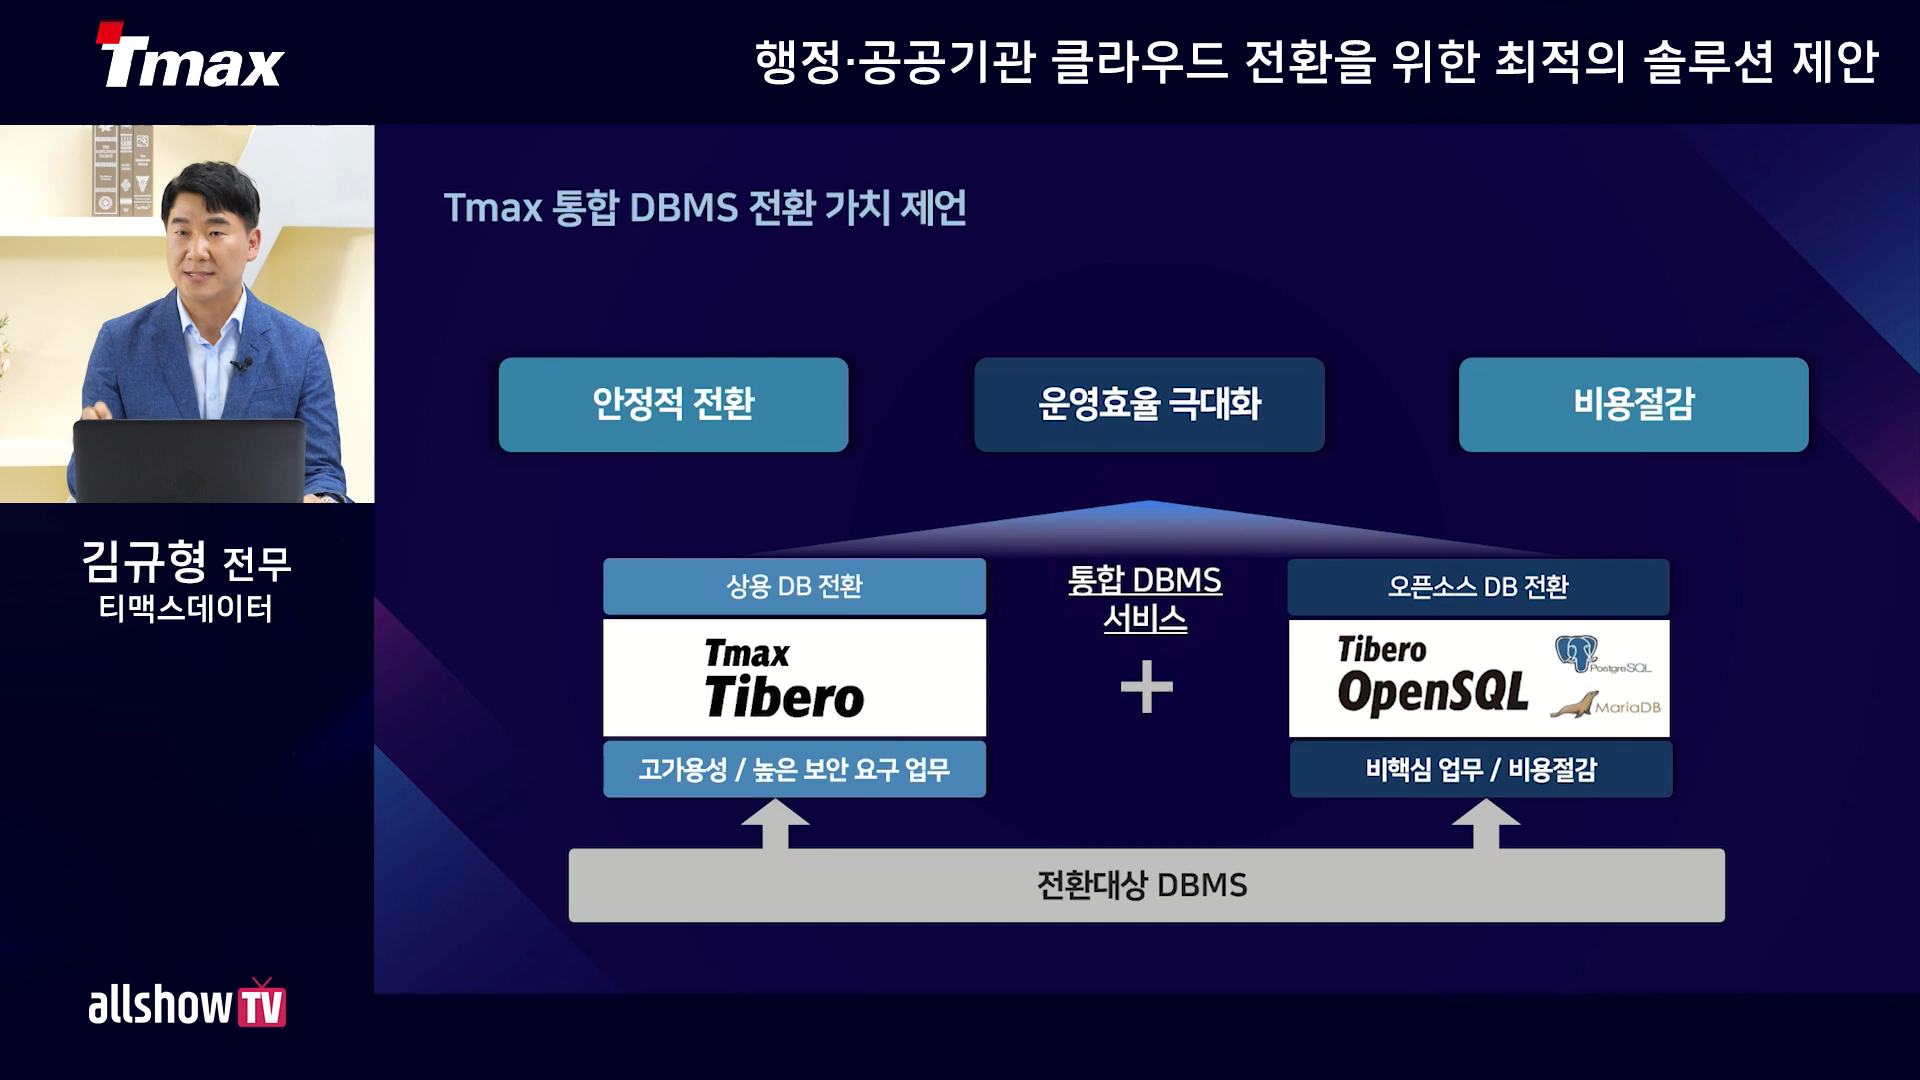 Tmax
행정·공공기관 클라우드 전환을 위한 최적의 솔루션 제안
김규형 전무
티맥스데이터
allshow TV
Tmax 통합 DBMS 전환 가치 제언
안정적 전환
운영효율 극대화
비용절감
상용 DB 전환
Tmax
Tibero
고가용성 / 높은 보안 요구 업무
통합 DBMS
서비스
오픈소스 DB 전환
Tibero
OpenSQL
PostgreSQL
MariaDB
비핵심 업무 / 비용절감
전환대상 DBMS